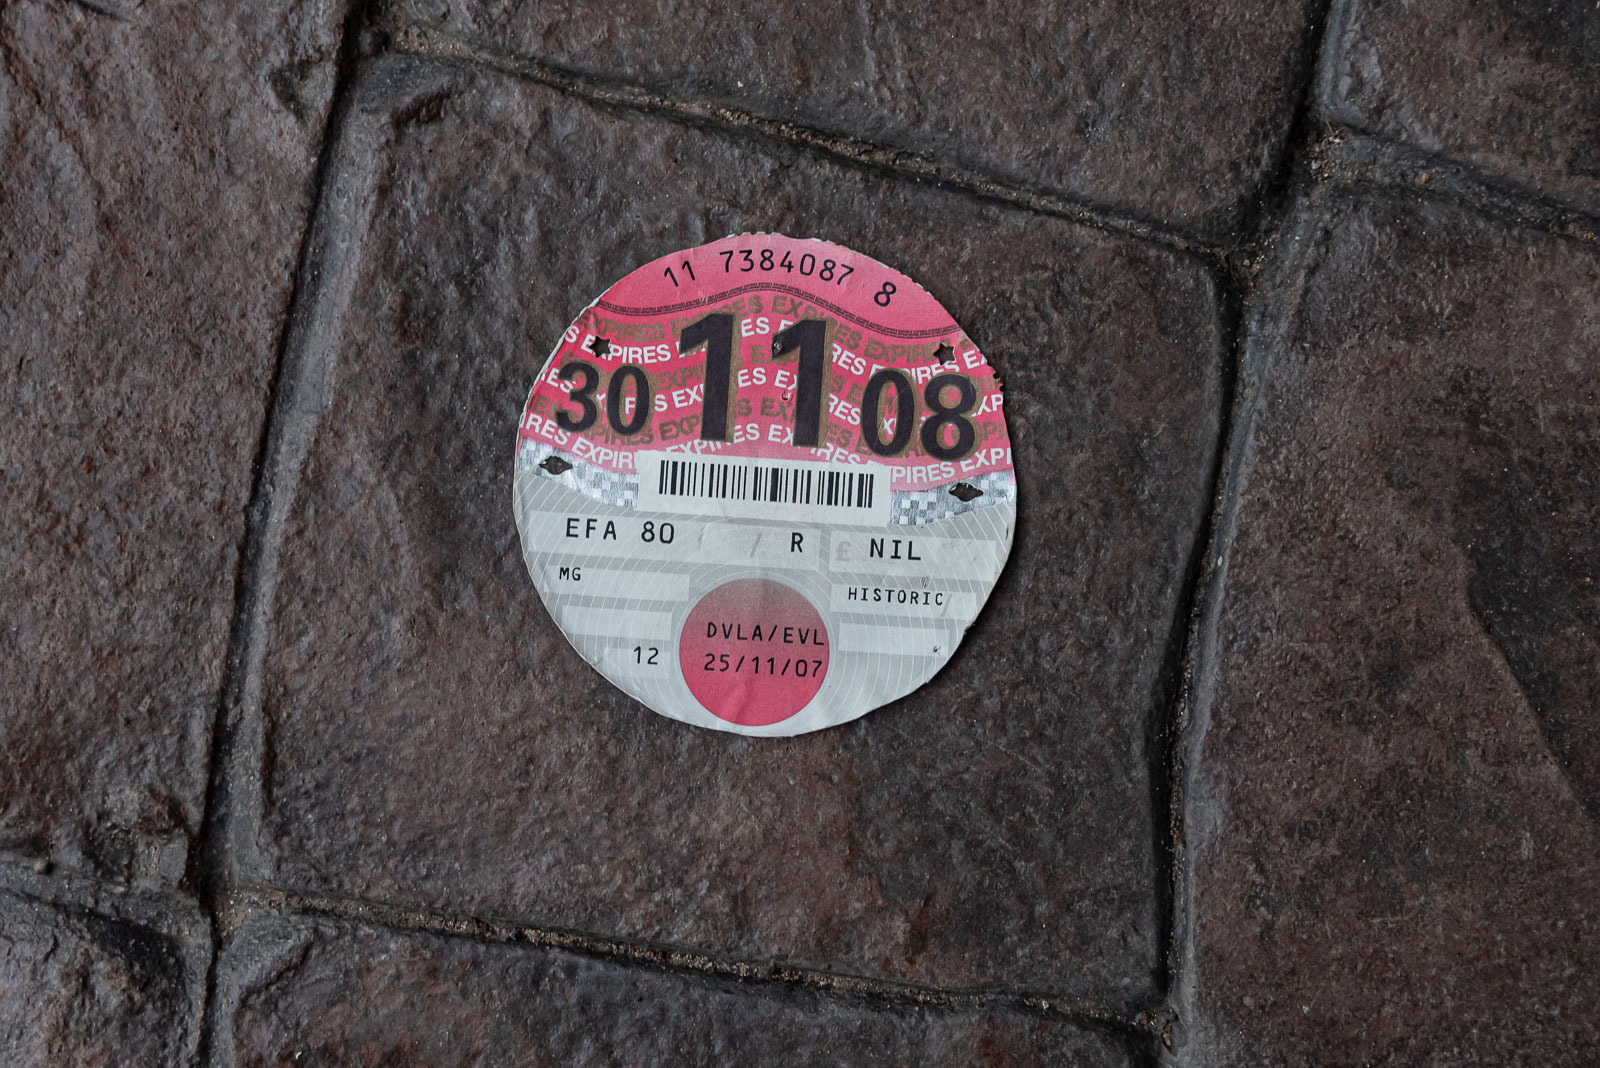 11 7384087 8
EXPIRES
30 11 08
EFA 80 R £ NIL
MG HISTORIC
12 DVLA/EVL
25/11/07